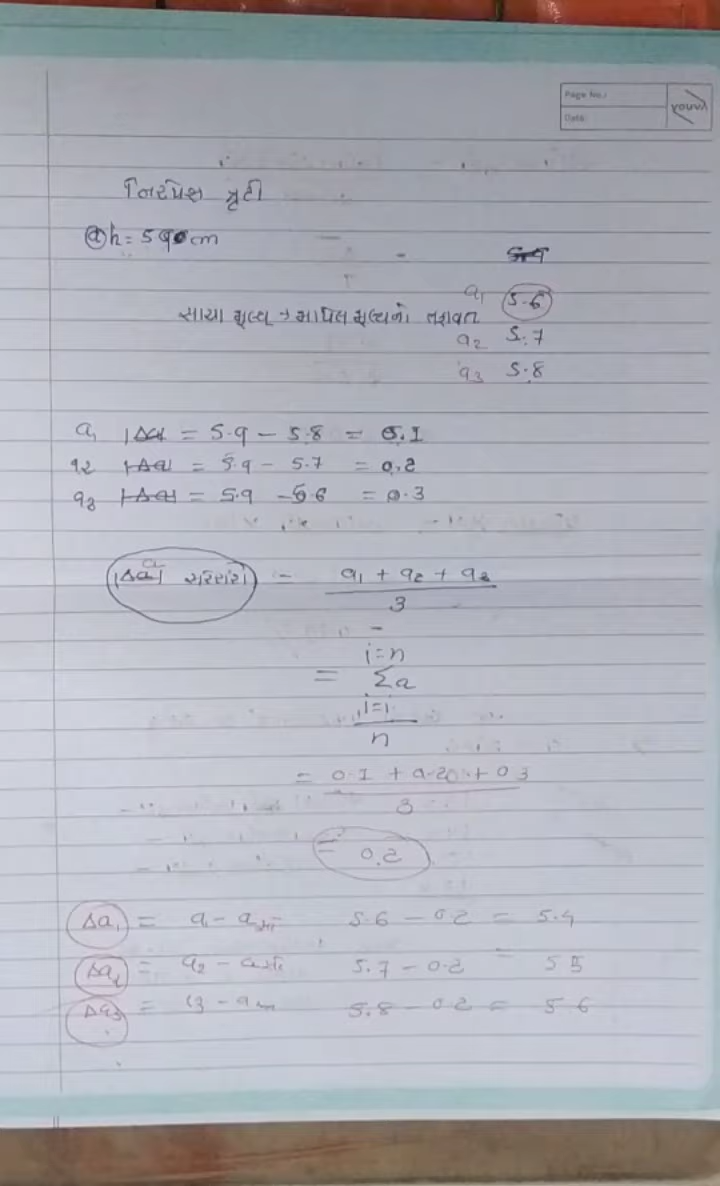 Page No.:
Date:
youva
નિરપેક્ષ ત્રુટી
@h = 5.9 cm
a1 5.6
સાચા મૂલ્ય → માપેલ મૂલ્યનો તફાવત
a2 5.7
a3 5.8
a1 |Δa| = 5.9 - 5.8 = 0.1
a2 |Δa| = 5.9 - 5.7 = 0.2
a3 |Δa| = 5.9 - 5.6 = 0.3
|Δa| સરેરાશ = a1 + a2 + a3
3
=
i=n
Σa
i=1
n
= 0.1 + 0.20 + 0.3
3
= 0.2
Δa1 = a1 - a 5.6 - 0.2 = 5.4
Δa2 = a2 - a 5.7 - 0.2 = 5.5
Δa3 = a3 - am 5.8 - 0.2 = 5.6